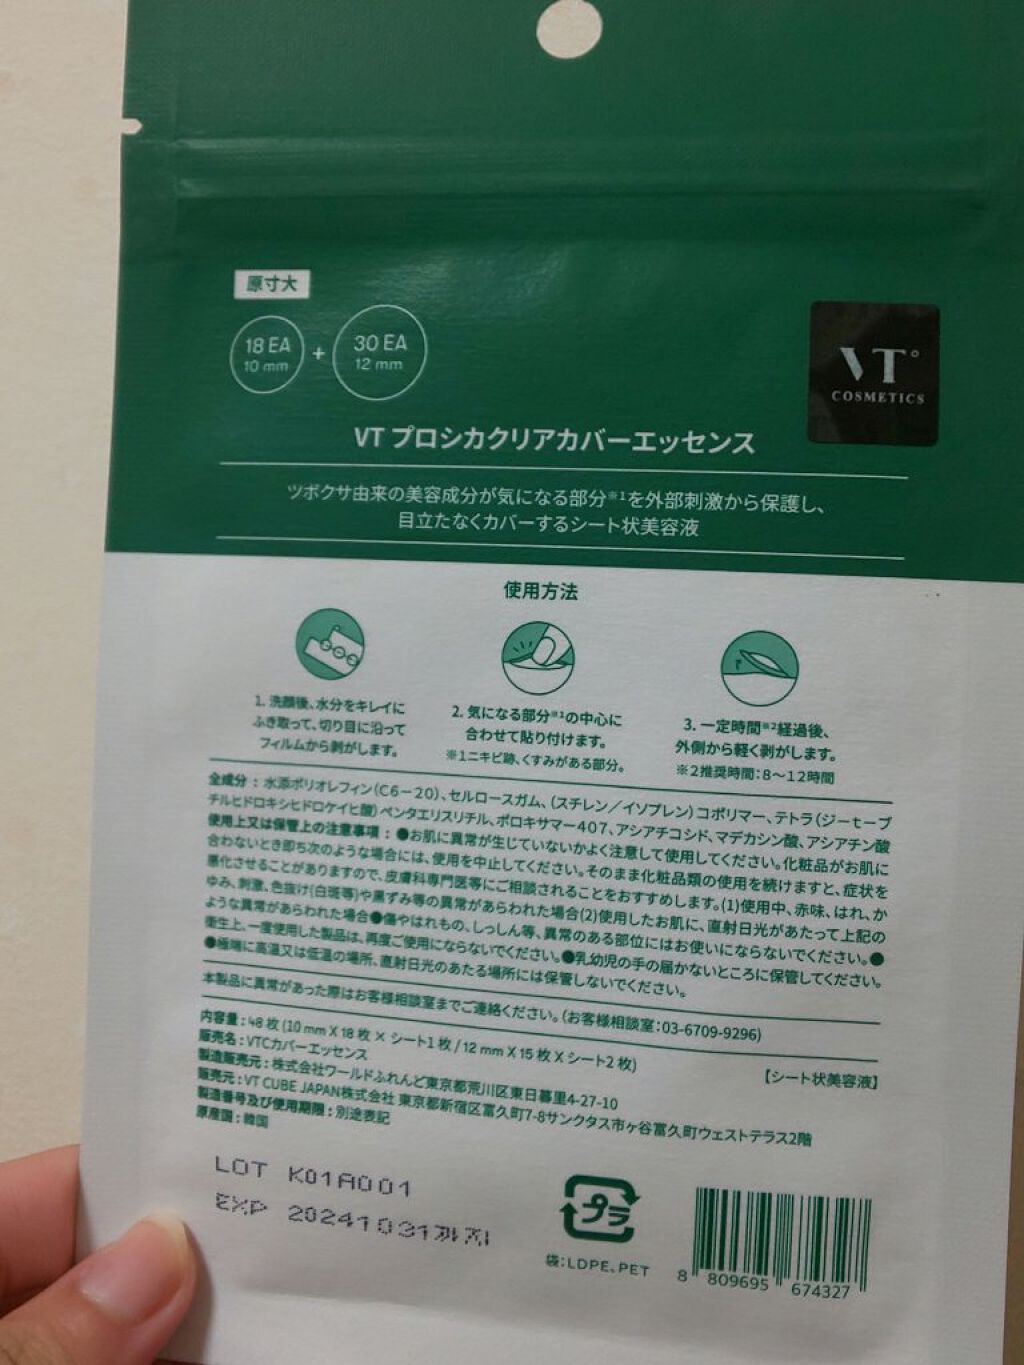 原寸大
18 EA
10 mm
+
30 EA
12 mm
VT°
COSMETICS
VT プロシカクリアカバーエッセンス
ツボクサ由来の美容成分が気になる部分※1を外部刺激から保護し、
目立たなくカバーするシート状美容液
使用方法
1. 洗顔後、水分をキレイに
ふき取って、切り目に沿って
フィルムから剥がします。
2. 気になる部分※1の中心に
合わせて貼り付けます。
※1ニキビ跡、くすみがある部分。
3. 一定時間※2経過後、
外側から軽く剥がします。
※2推奨時間：8～12時間
全成分：水添ポリオレフィン(C6－20)、セルロースガム、(スチレン／イソプレン)コポリマー、テトラ(ジーtーブ
チルヒドロキシヒドロケイヒ酸)ペンタエリスリチル、ポロキサマー407、アシアチコシド、マデカシン酸、アシアチン酸
使用上又は保管上の注意事項：●お肌に異常が生じていないかよく注意して使用してください。化粧品がお肌に
合わないとき即ち次のような場合には、使用を中止してください。そのまま化粧品類の使用を続けますと、症状を
悪化させることがありますので、皮膚科専門医等にご相談されることをおすすめします。(1)使用中、赤味、はれ、か
ゆみ、刺激、色抜け(白斑等)や黒ずみ等の異常があらわれた場合(2)使用したお肌に、直射日光があたって上記の
ような異常があらわれた場合●傷やはれもの、しっしん等、異常のある部位にはお使いにならないでください。●
衛生上、一度使用した製品は、再度ご使用にならないでください。●乳幼児の手の届かないところに保管してください。
●極端に高温又は低温の場所、直射日光のあたる場所には保管しないでください。
本製品に異常があった際はお客様相談室までご連絡ください。(お客様相談室：03-6709-9296)
内容量：48 枚 (10 mm X 18 枚 × シート1 枚 / 12 mm X 15 枚 X シート2 枚)
販売名：VTCカバーエッセンス
【シート状美容液】
製造販売元：株式会社ワールドふれんど東京都荒川区東日暮里4-27-10
販売元：VT CUBE JAPAN株式会社 東京都新宿区富久町7-8サンクタス市ヶ谷富久町ウェストテラス2階
製造番号及び使用期限：別途表記
原産国：韓国
LOT K01A001
EXP 20241031까지
プラ
袋：LDPE、PET
8 809695 674327